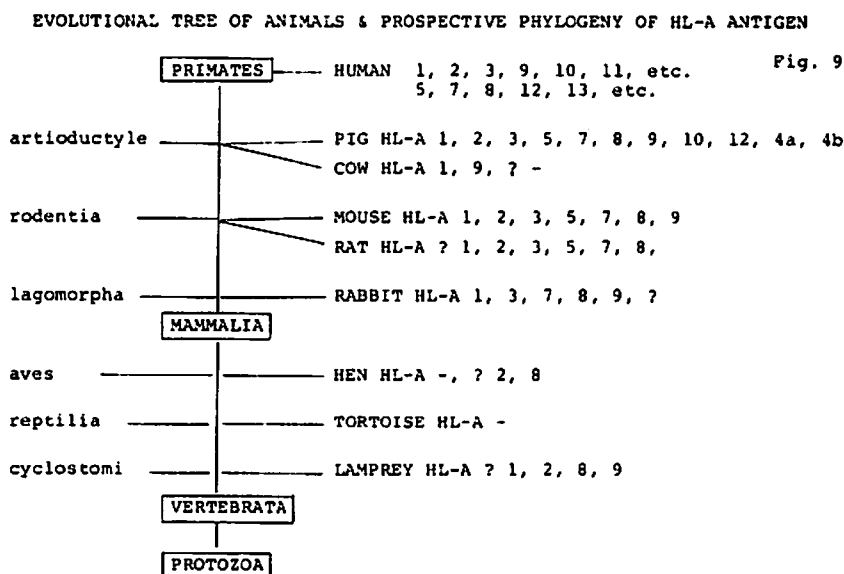 EVOLUTIONAL TREE OF ANIMALS & PROSPECTIVE PHYLOGENY OF HL-A ANTIGEN
Fig. 9
PRIMATES HUMAN 1, 2, 3, 9, 10, 11, etc.
5, 7, 8, 12, 13, etc.
artioductyle PIG HL-A 1, 2, 3, 5, 7, 8, 9, 10, 12, 4a, 4b
COW HL-A 1, 9, ? -
rodentia MOUSE HL-A 1, 2, 3, 5, 7, 8, 9
RAT HL-A ? 1, 2, 3, 5, 7, 8,
lagomorpha RABBIT HL-A 1, 3, 7, 8, 9, ?
MAMMALIA
aves HEN HL-A -, ? 2, 8
reptilia TORTOISE HL-A -
cyclostomi LAMPREY HL-A ? 1, 2, 8, 9
VERTEBRATA
PROTOZOA